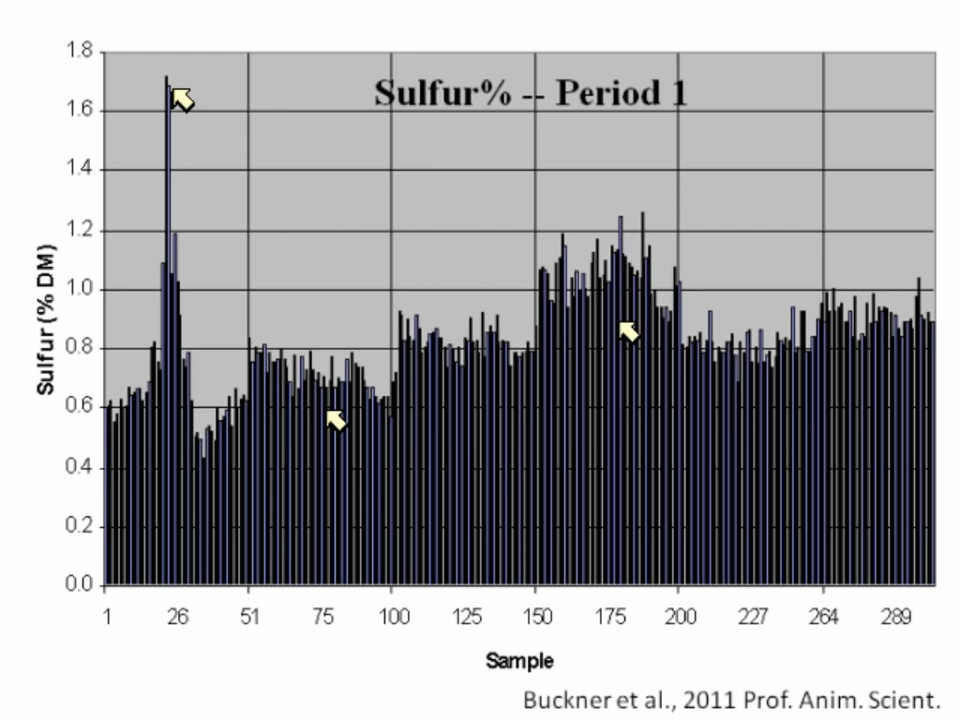 Sulfur% -- Period 1
Sulfur (% DM)
1.8
1.6
1.4
1.2
1.0
0.8
0.6
0.4
0.2
0.0
1 26 51 75 100 125 150 175 200 227 264 289
Sample
Buckner et al., 2011 Prof. Anim. Scient.